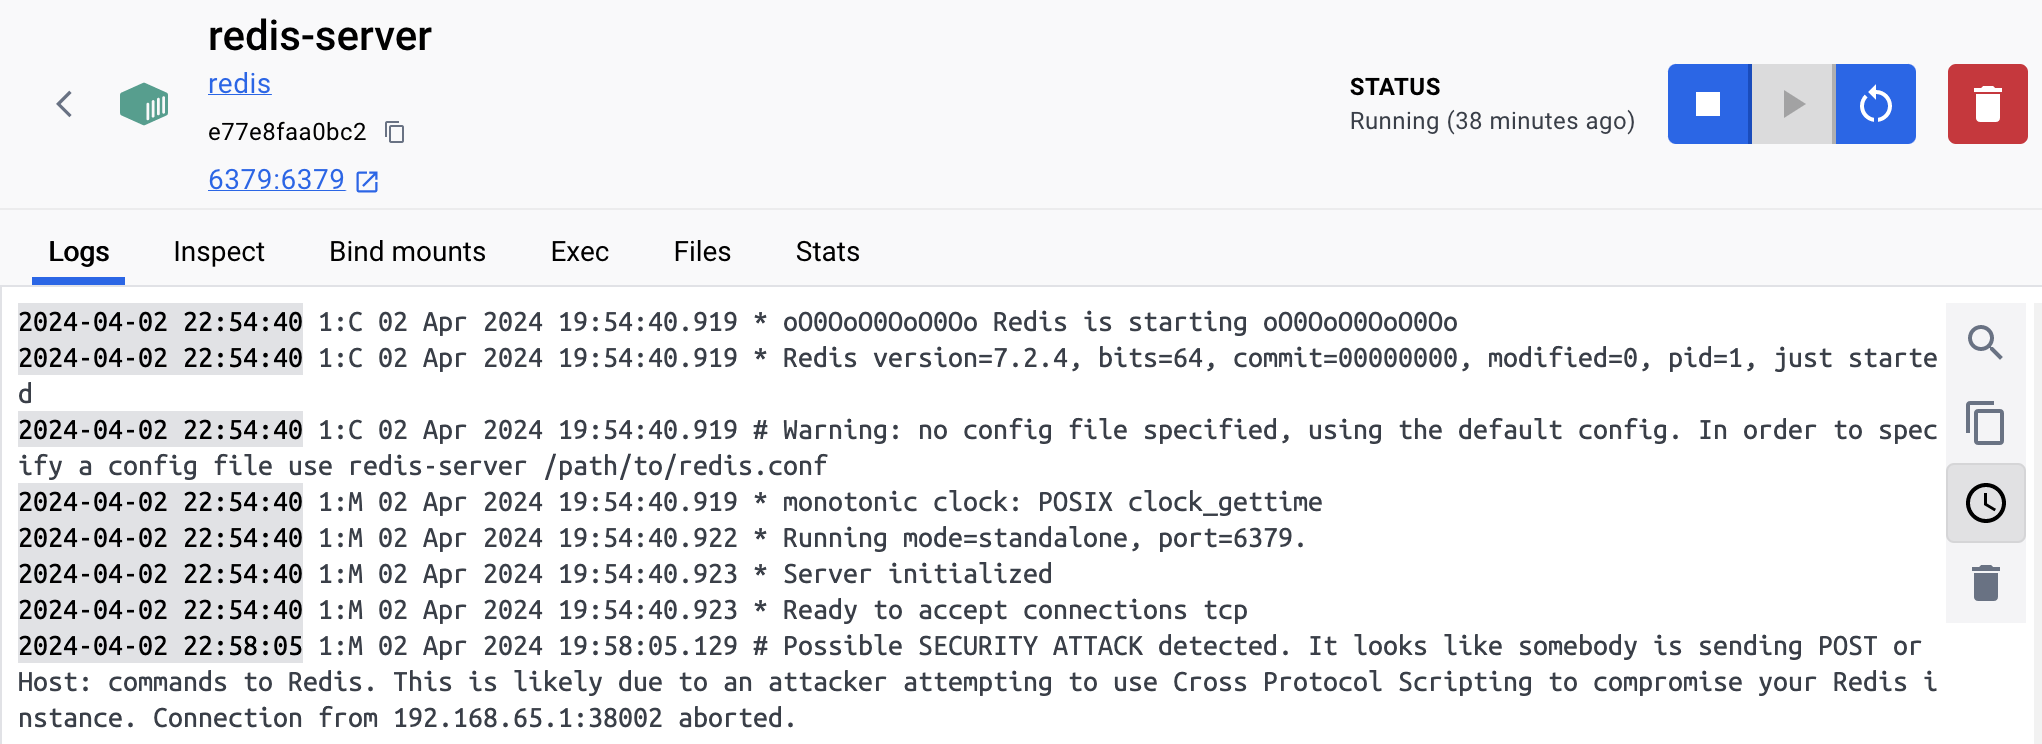 redis-server
redis
e77e8faa0bc2
6379:6379
STATUS
Running (38 minutes ago)
Logs Inspect Bind mounts Exec Files Stats
2024-04-02 22:54:40 1:C 02 Apr 2024 19:54:40.919 * oO0OoO0OoO0Oo Redis is starting oO0OoO0OoO0Oo
2024-04-02 22:54:40 1:C 02 Apr 2024 19:54:40.919 * Redis version=7.2.4, bits=64, commit=00000000, modified=0, pid=1, just starte
d
2024-04-02 22:54:40 1:C 02 Apr 2024 19:54:40.919 # Warning: no config file specified, using the default config. In order to spec
ify a config file use redis-server /path/to/redis.conf
2024-04-02 22:54:40 1:M 02 Apr 2024 19:54:40.919 * monotonic clock: POSIX clock_gettime
2024-04-02 22:54:40 1:M 02 Apr 2024 19:54:40.922 * Running mode=standalone, port=6379.
2024-04-02 22:54:40 1:M 02 Apr 2024 19:54:40.923 * Server initialized
2024-04-02 22:54:40 1:M 02 Apr 2024 19:54:40.923 * Ready to accept connections tcp
2024-04-02 22:58:05 1:M 02 Apr 2024 19:58:05.129 # Possible SECURITY ATTACK detected. It looks like somebody is sending POST or
Host: commands to Redis. This is likely due to an attacker attempting to use Cross Protocol Scripting to compromise your Redis i
nstance. Connection from 192.168.65.1:38002 aborted.